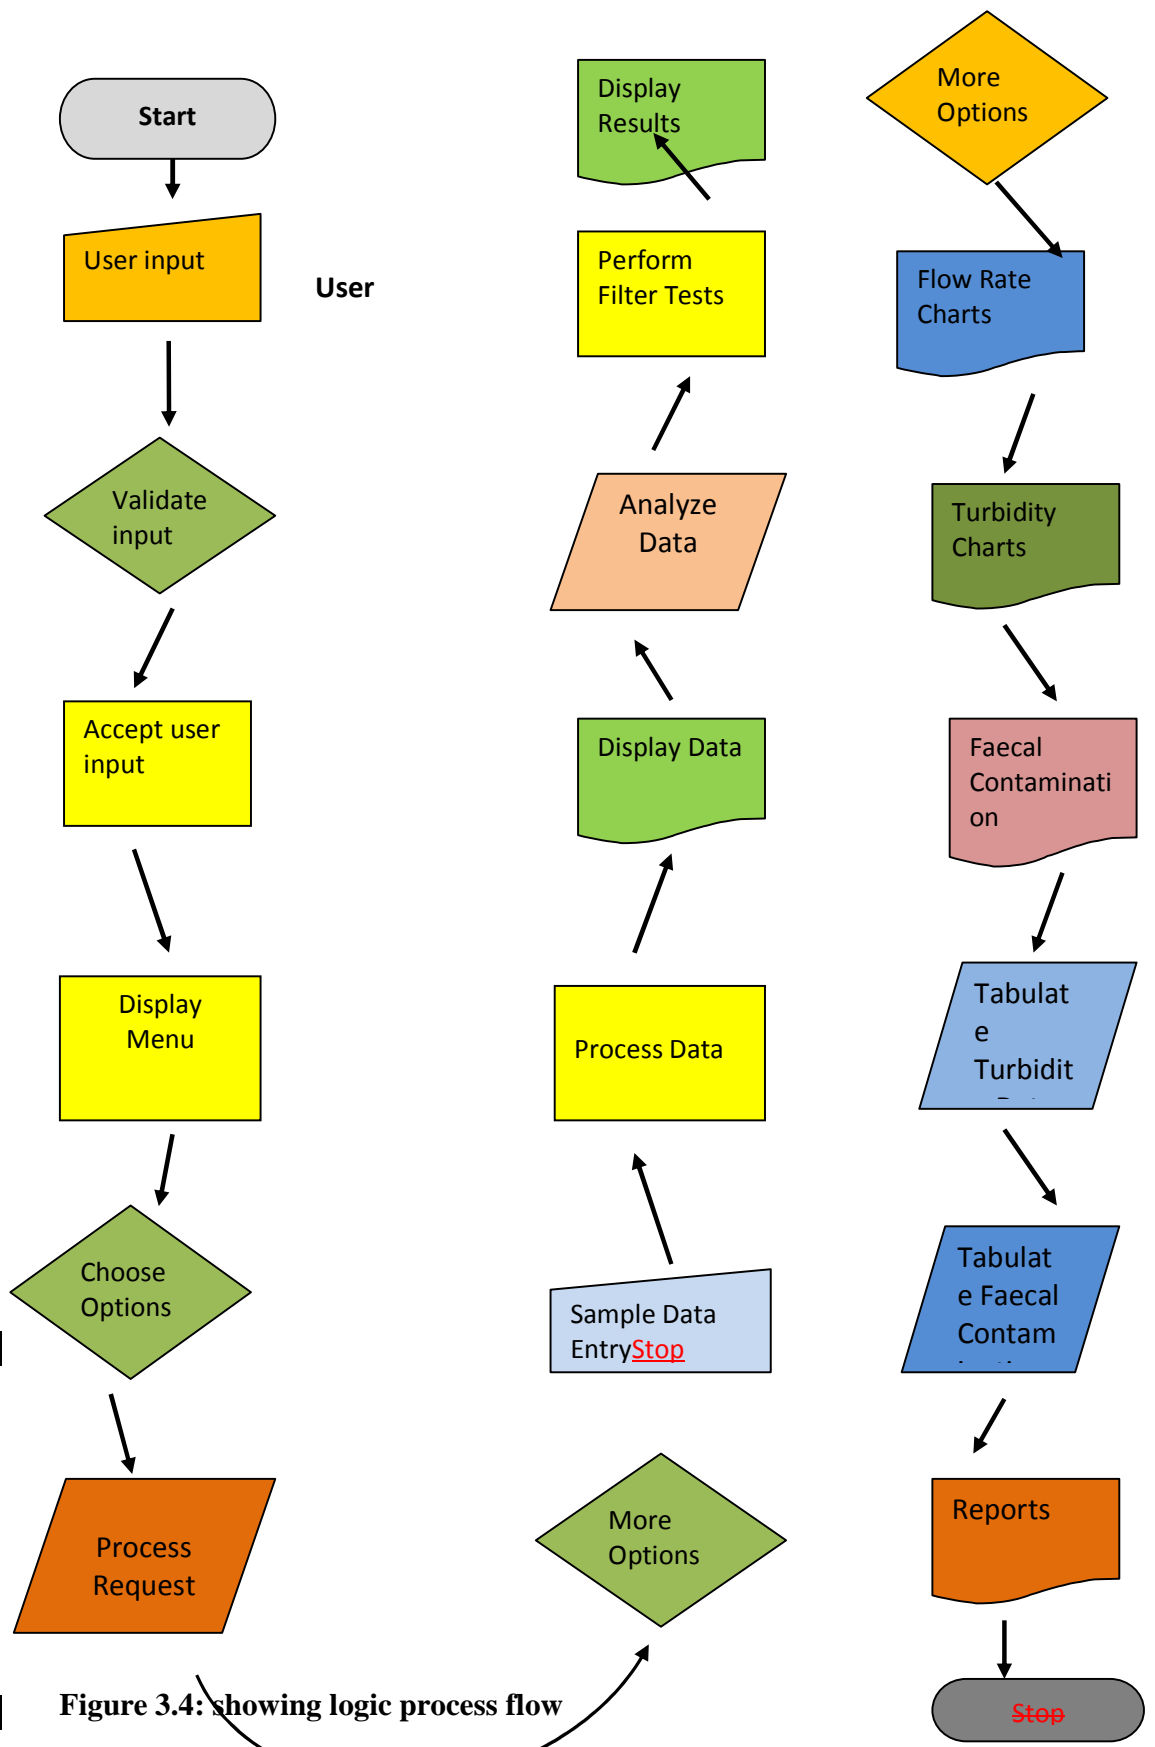 Start
User input
User
Validate
input
Accept user
input
Display
Menu
Choose
Options
Process
Request
Display
Results
Perform
Filter Tests
Analyze
Data
Display Data
Process Data
Sample Data
EntryStop
More
Options
More
Options
Flow Rate
Charts
Turbidity
Charts
Faecal
Contaminati
on
Tabulat
e
Turbidit
Tabulat
e Faecal
Contam
Reports
Stop
Figure 3.4: showing logic process flow